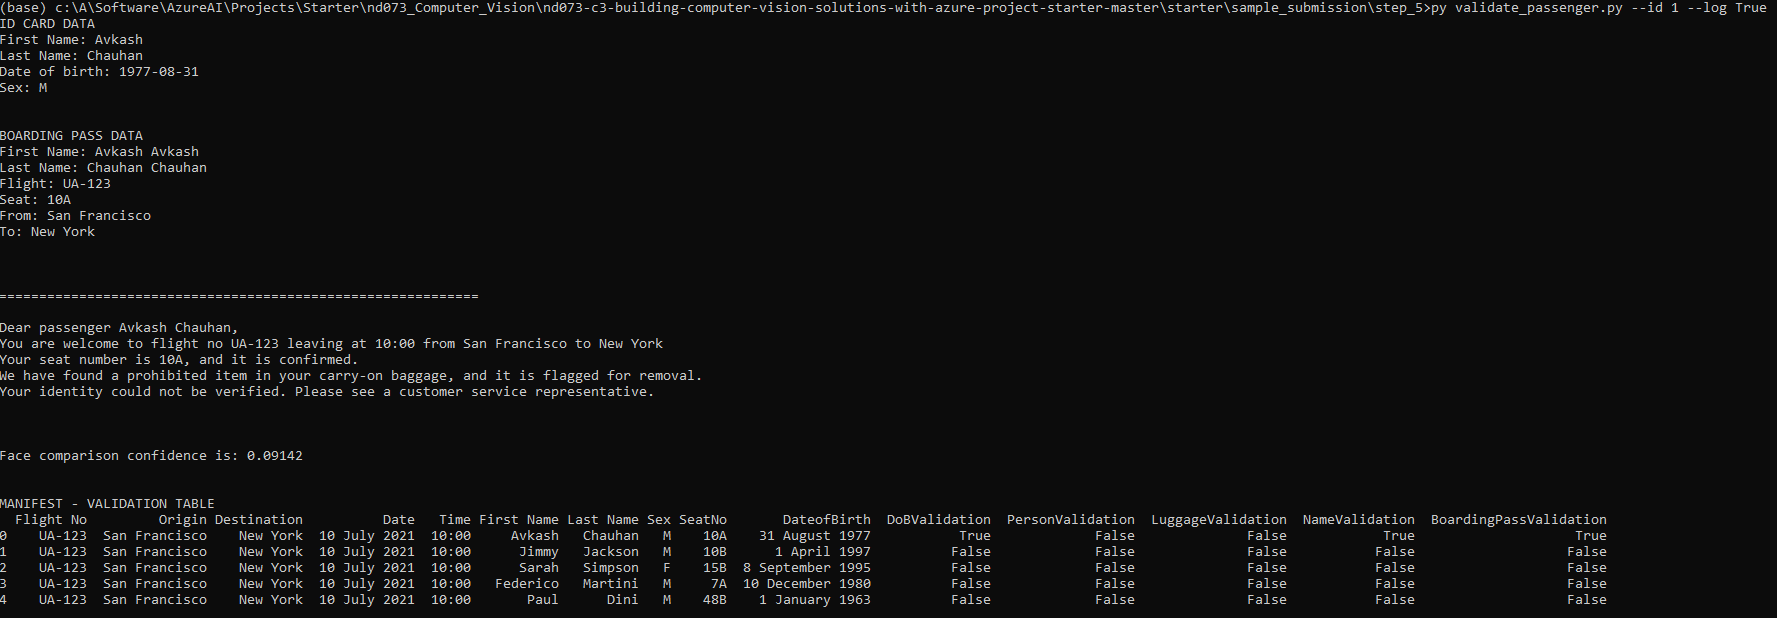 (base) c:\A\Software\AzureAI\Projects\Starter\nd073_Computer_Vision\nd073-c3-building-computer-vision-solutions-with-azure-project-starter-master\starter\sample_submission\step_5>py validate_passenger.py --id 1 --log True
ID CARD DATA
First Name: Avkash
Last Name: Chauhan
Date of birth: 1977-08-31
Sex: M
BOARDING PASS DATA
First Name: Avkash Avkash
Last Name: Chauhan Chauhan
Flight: UA-123
Seat: 10A
From: San Francisco
To: New York
============================================================
Dear passenger Avkash Chauhan,
You are welcome to flight no UA-123 leaving at 10:00 from San Francisco to New York
Your seat number is 10A, and it is confirmed.
We have found a prohibited item in your carry-on baggage, and it is flagged for removal.
Your identity could not be verified. Please see a customer service representative.
Face comparison confidence is: 0.09142
MANIFEST - VALIDATION TABLE
Flight No Origin Destination Date Time First Name Last Name Sex SeatNo DateofBirth DoBValidation PersonValidation LuggageValidation NameValidation BoardingPassValidation
0 UA-123 San Francisco New York 10 July 2021 10:00 Avkash Chauhan M 10A 31 August 1977 True False False True True
1 UA-123 San Francisco New York 10 July 2021 10:00 Jimmy Jackson M 10B 1 April 1997 False False False False False
2 UA-123 San Francisco New York 10 July 2021 10:00 Sarah Simpson F 15B 8 September 1995 False False False False False
3 UA-123 San Francisco New York 10 July 2021 10:00 Federico Martini M 7A 10 December 1980 False False False False False
4 UA-123 San Francisco New York 10 July 2021 10:00 Paul Dini M 48B 1 January 1963 False False False False False